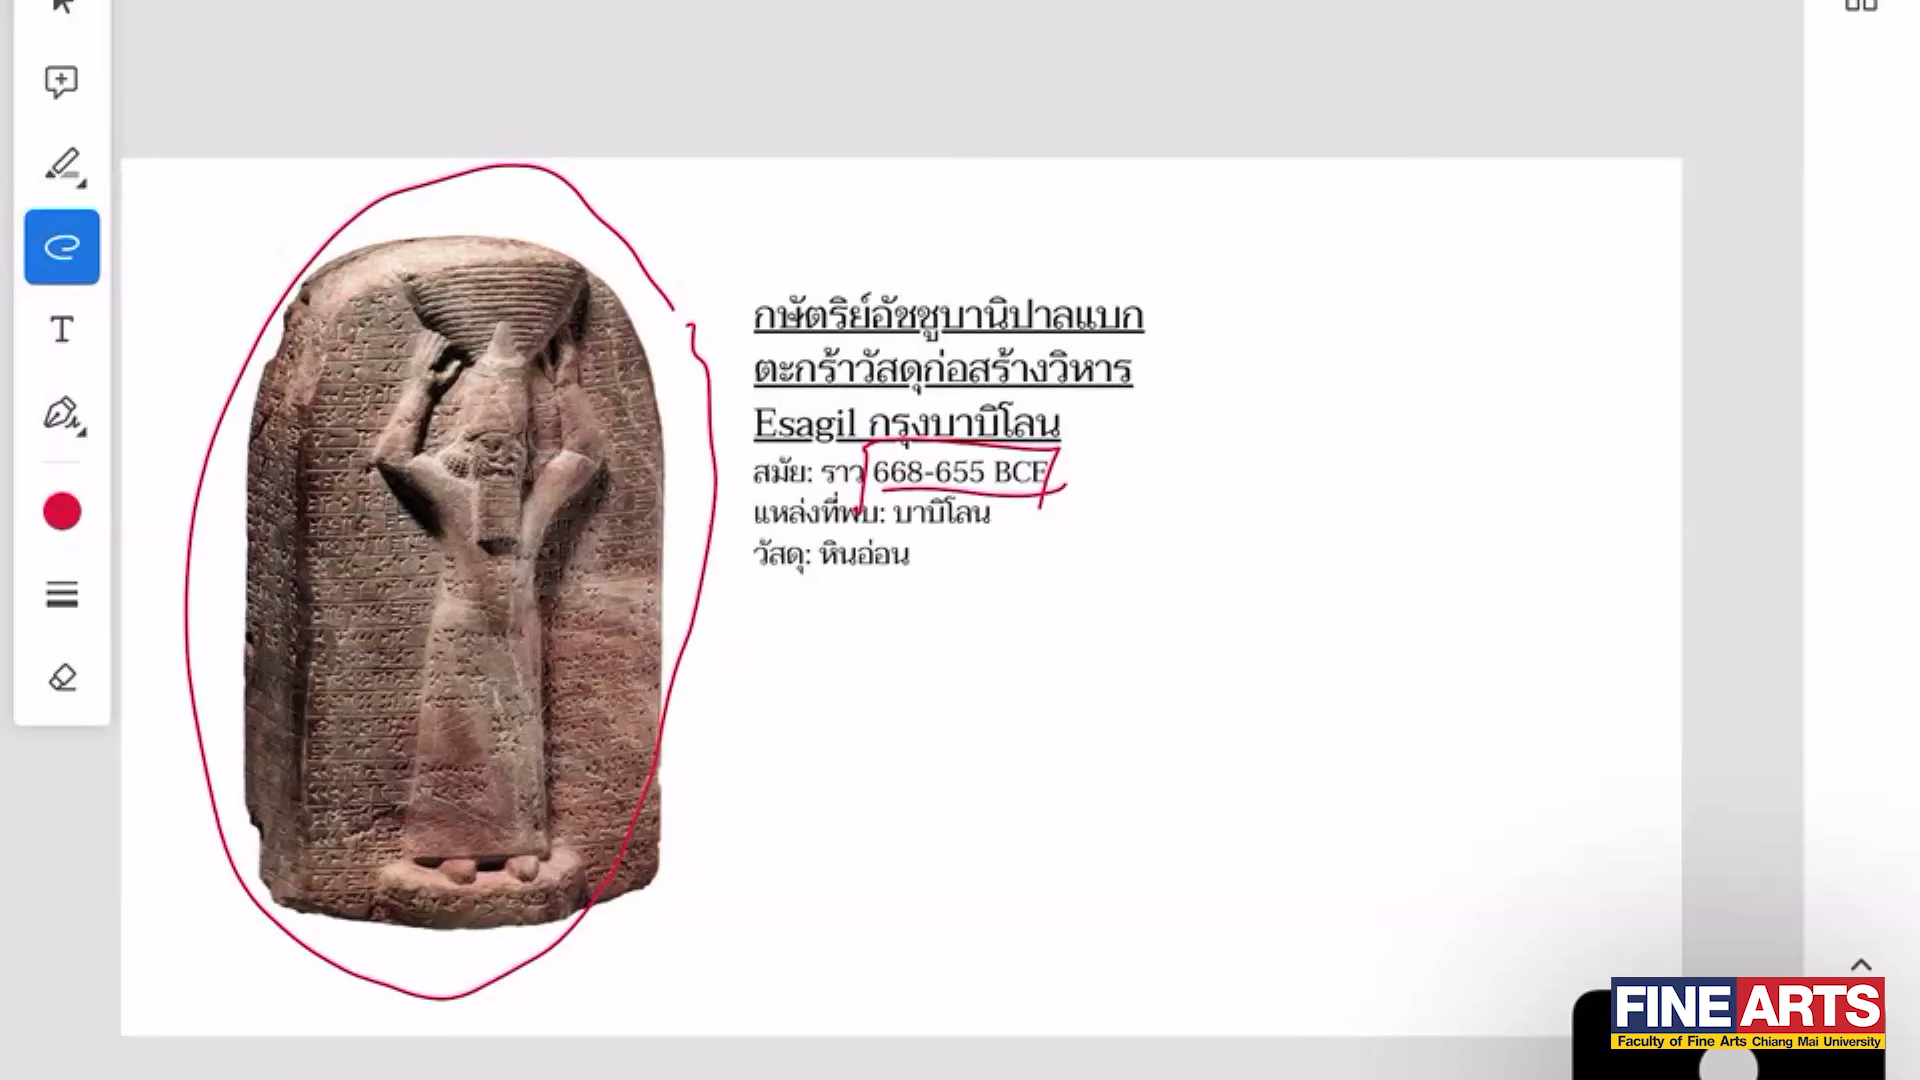 กษัตริย์อัชชูบานิปาลแบก
ตะกร้าวัสดุก่อสร้างวิหาร
Esagil กรุงบาบิโลน
สมัย: ราว 668-655 BCE
แหล่งที่พบ: บาบิโลน
วัสดุ: หินอ่อน
FINE ARTS
Faculty of Fine Arts Chiang Mai University